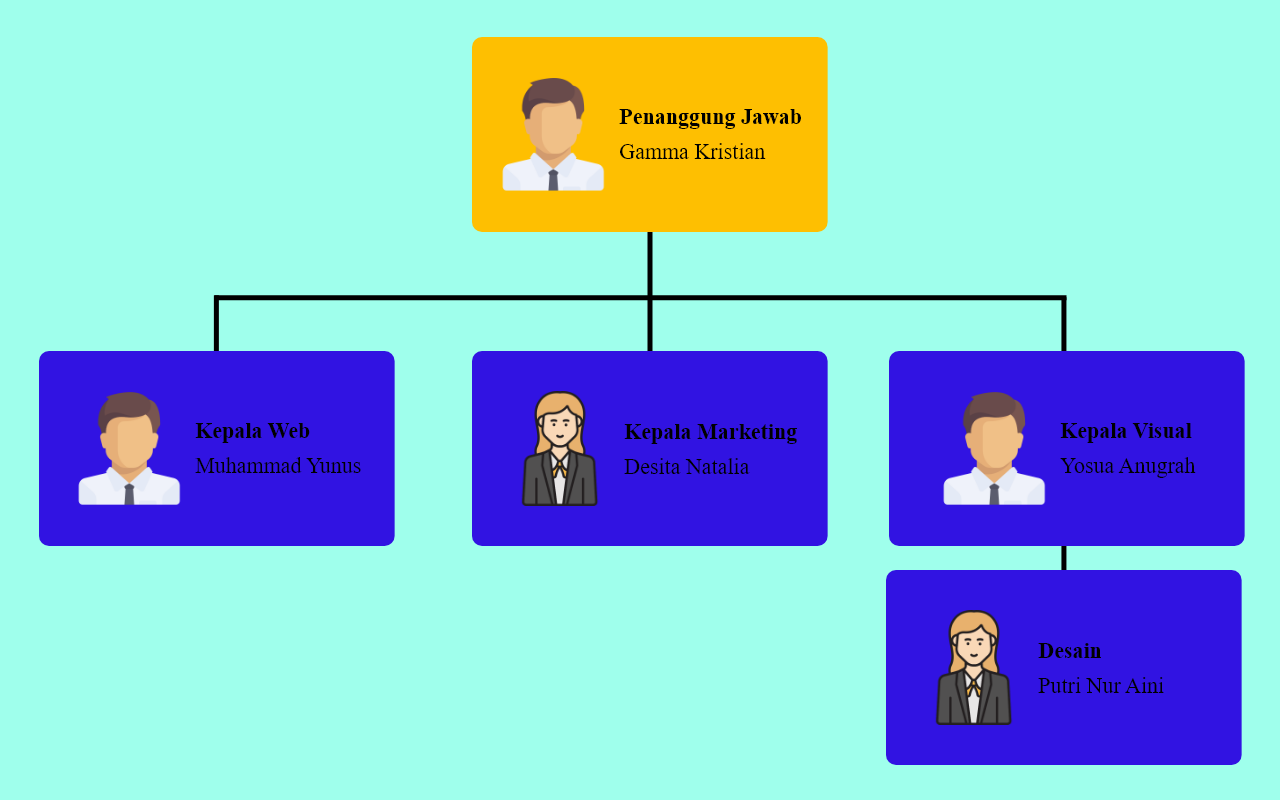 Penanggung Jawab
Gamma Kristian
Kepala Web
Muhammad Yunus
Kepala Marketing
Desita Natalia
Kepala Visual
Yosua Anugrah
Desain
Putri Nur Aini